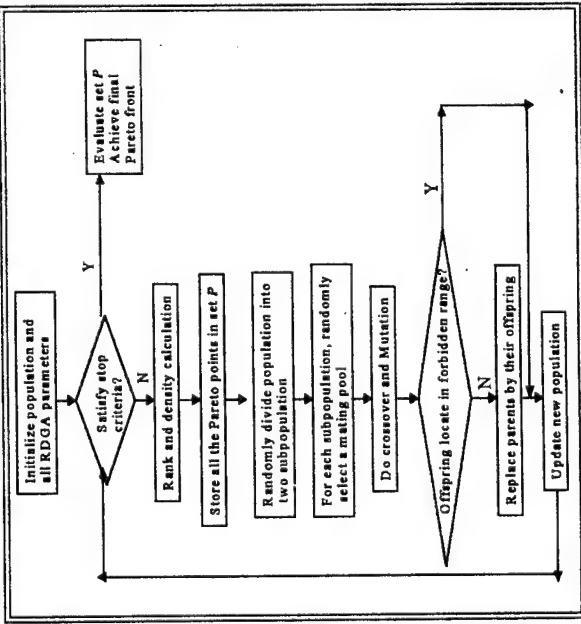 Initialize population and
all RDGA parameters
Satisfy stop
criteria?
Y
Evaluate set P
Achieve final
Pareto front
N
Rank and density calculation
Store all the Pareto points in set P
Randomly divide population into
two subpopulation
For each subpopulation, randomly
select a mating pool
Do crossover and Mutation
Offspring locate in forbidden range?
Y
N
Replace parents by their offspring
Update new population